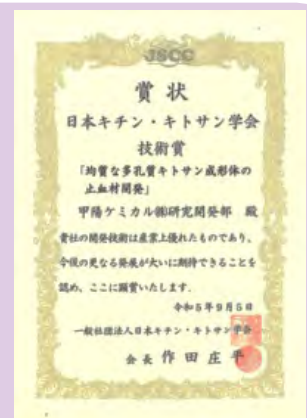 JSCC
賞状
日本キチン・キトサン学会
技術賞
「均質な多孔質キトサン成形体の
止血材開発」
甲陽ケミカル㈱研究開発部 殿
貴社の開発技術は産業上優れたものであり、
今後の更なる発展が大いに期待できることを
認め、ここに顕賞いたします.
令和5年9月5日
一般社団法人日本キチン・キトサン学会
会長 作田庄平